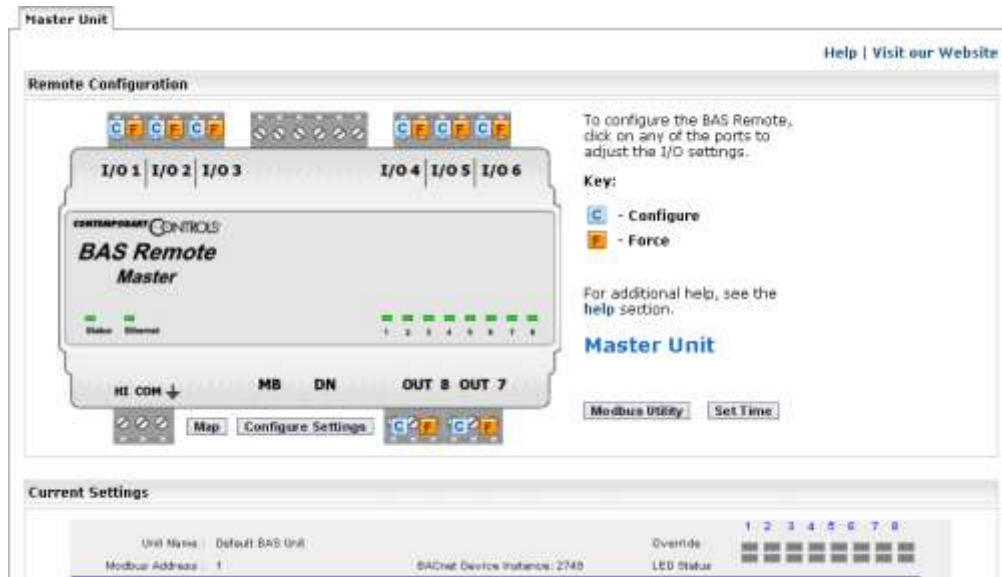 Master Unit
Help | Visit our Website
Remote Configuration
C F C F C F
C F C F C F
I/O 1 I/O 2 I/O 3
I/O 4 I/O 5 I/O 6
To configure the BAS Remote,
click on any of the ports to
adjust the I/O settings.
Key:
C - Configure
F - Force
CONTEMPORARY CONTROLS
BAS Remote
Master
Status Ethernet
1 2 3 4 5 6 7 8
For additional help, see the
help section.
Master Unit
HI COM
MB DN
OUT 8 OUT 7
Map
Configure Settings
C F C F
Modbus Utility
Set Time
Current Settings
1 2 3 4 5 6 7 8
Unit Name : Default BAS Unit
Override
Modbus Address : 1
BACnet Device Instance: 2749
LED Status